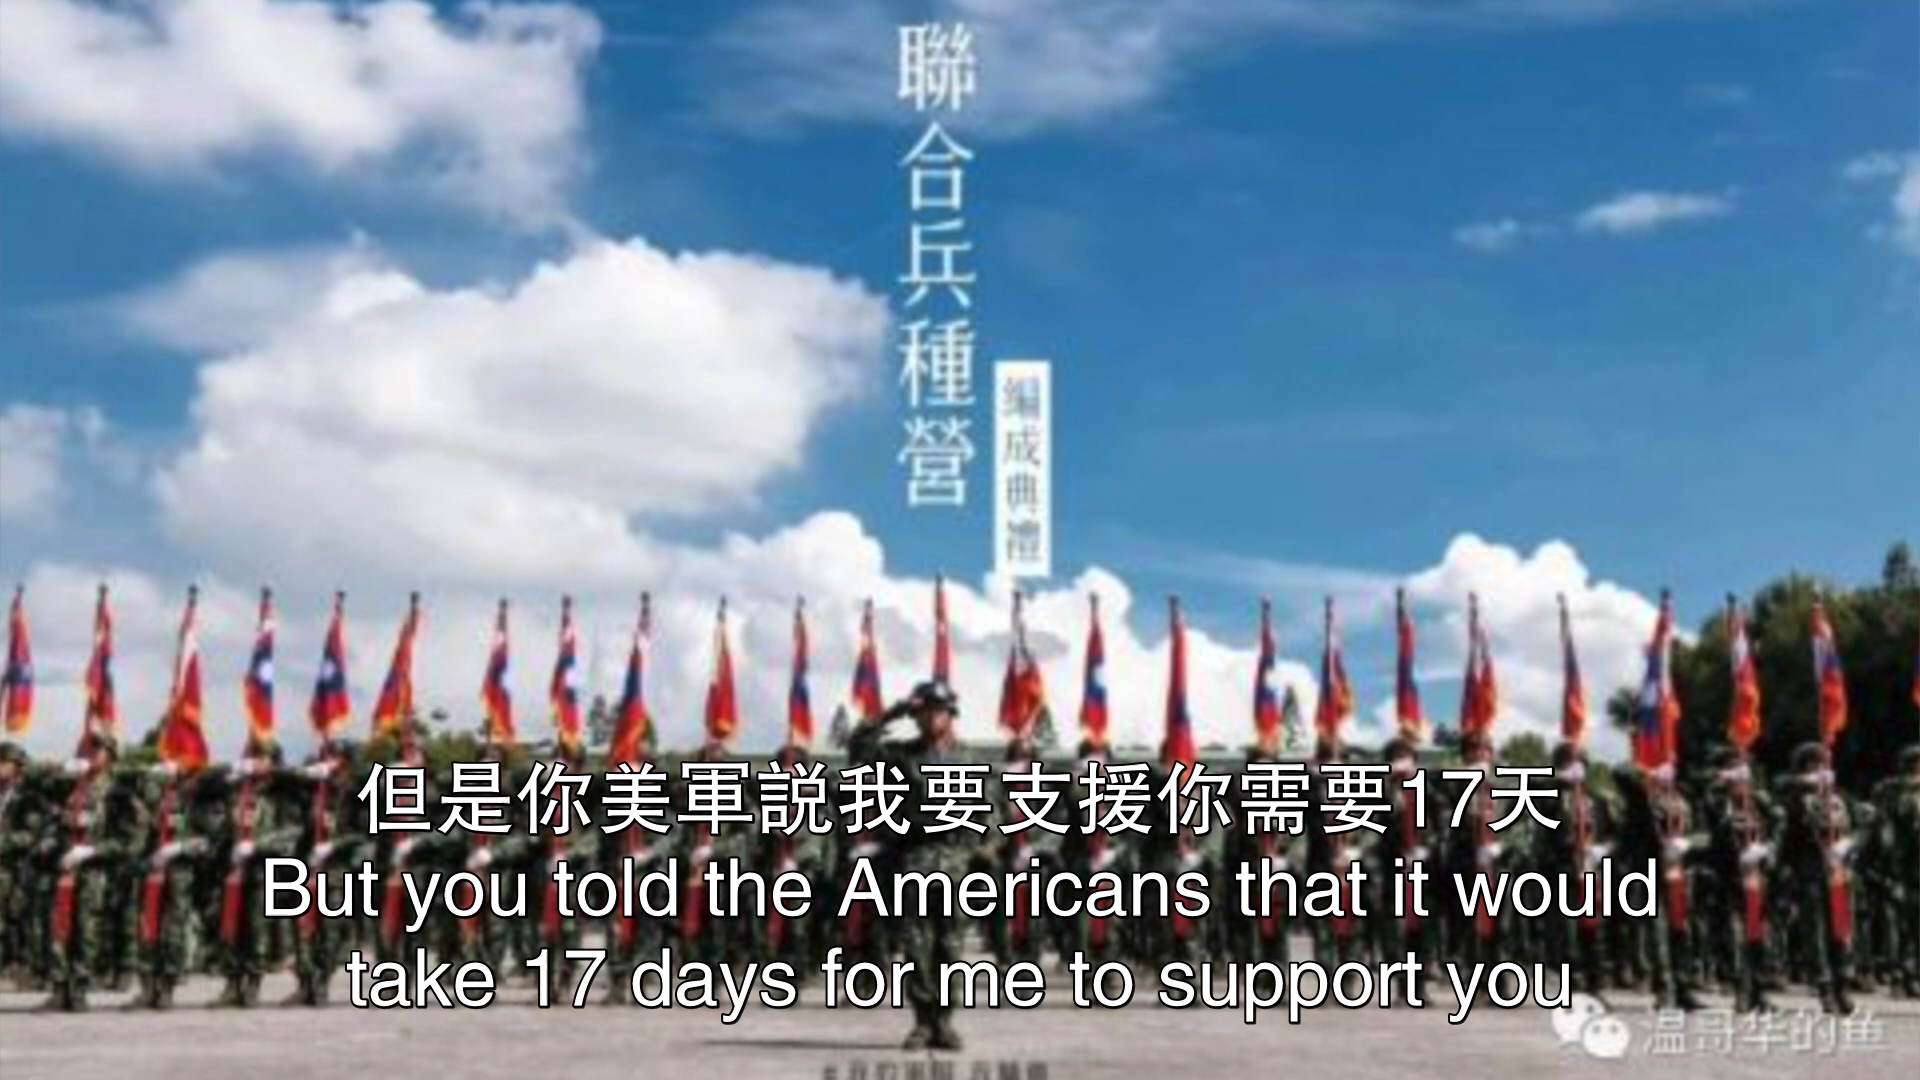 聯合兵種營
編成典禮
但是你美軍説我要支援你需要17天
But you told the Americans that it would
take 17 days for me to support you
温哥华的鱼